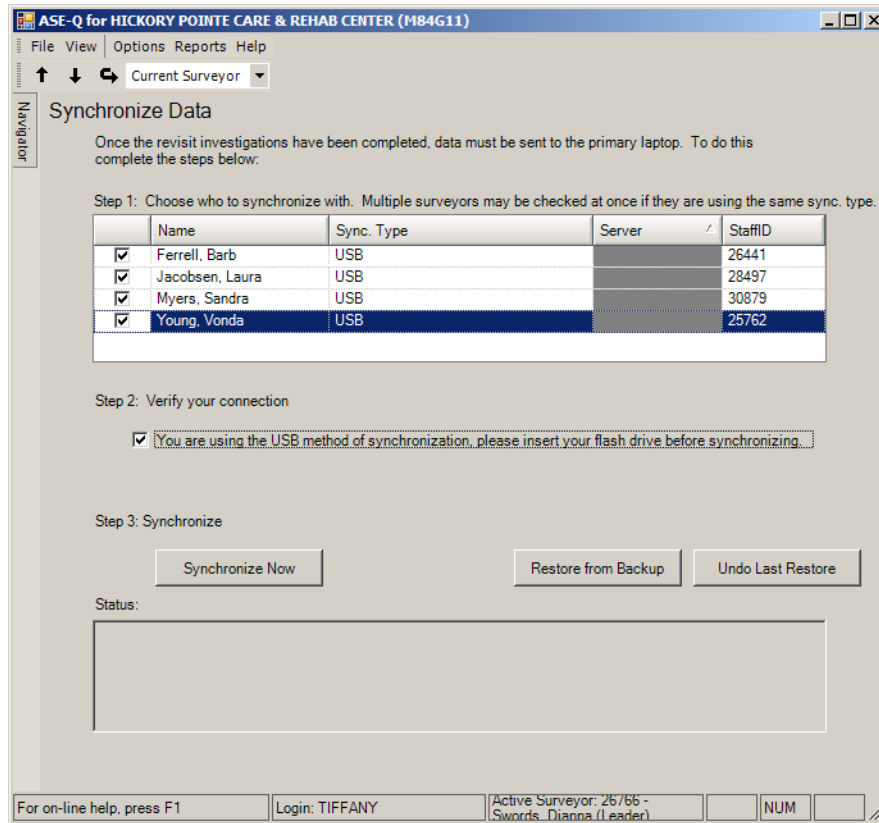 ASE-Q for HICKORY POINTE CARE & REHAB CENTER (M84G11)
File View Options Reports Help
Current Surveyor
Navigator
Synchronize Data
Once the revisit investigations have been completed, data must be sent to the primary laptop. To do this
complete the steps below:
Step 1: Choose who to synchronize with. Multiple surveyors may be checked at once if they are using the same sync. type.
Name Sync. Type Server StaffID
Ferrell, Barb USB 26441
Jacobsen, Laura USB 28497
Myers, Sandra USB 30879
Young, Vonda USB 25762
Step 2: Verify your connection
You are using the USB method of synchronization, please insert your flash drive before synchronizing.
Step 3: Synchronize
Synchronize Now Restore from Backup Undo Last Restore
Status:
For on-line help, press F1 Login: TIFFANY Active Surveyor: 26766 - NUM
Swords, Dianna (Leader)